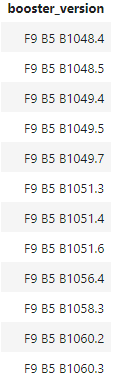 booster_version
F9 B5 B1048.4
F9 B5 B1048.5
F9 B5 B1049.4
F9 B5 B1049.5
F9 B5 B1049.7
F9 B5 B1051.3
F9 B5 B1051.4
F9 B5 B1051.6
F9 B5 B1056.4
F9 B5 B1058.3
F9 B5 B1060.2
F9 B5 B1060.3